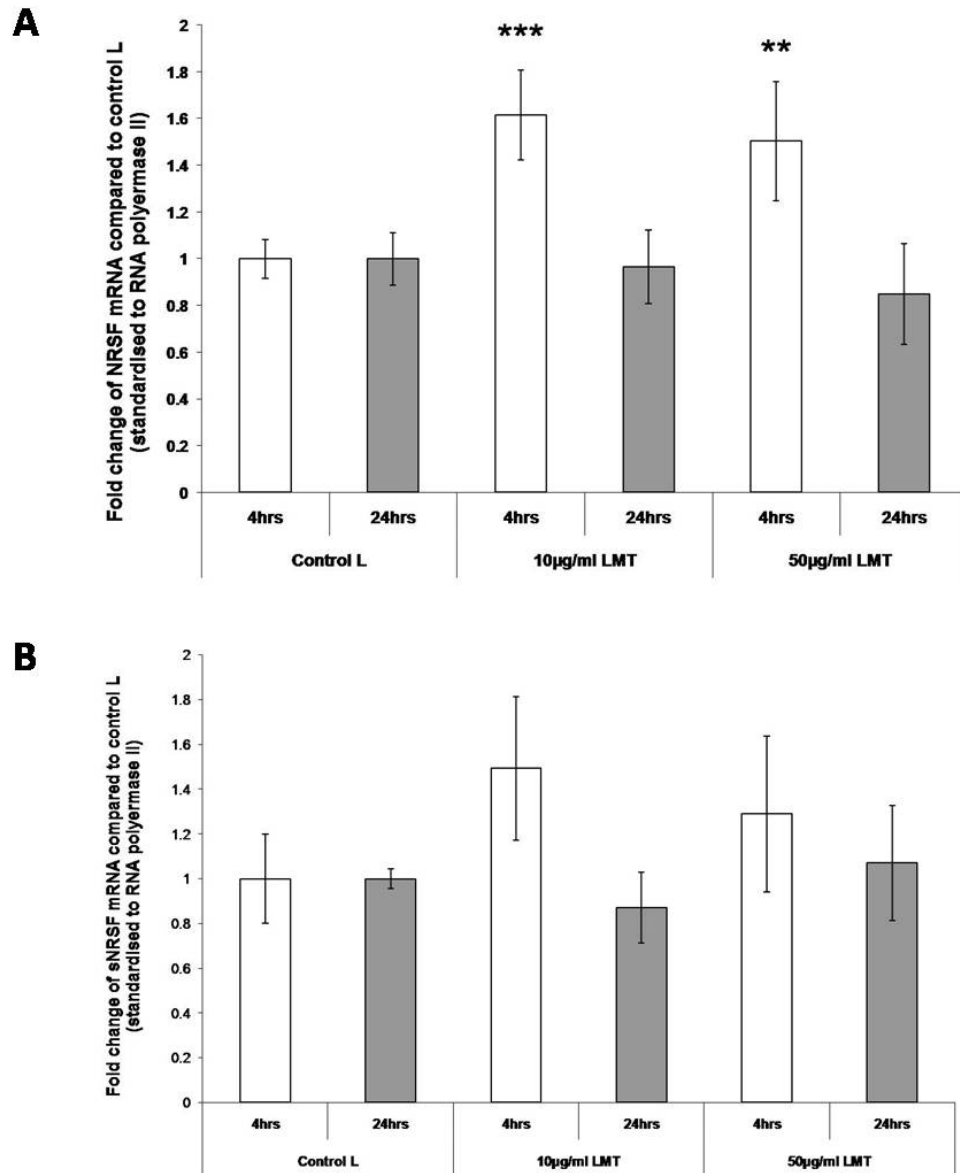 A
Fold change of NRSF mRNA compared to control L
(standardised to RNA polyermase II)
2
1.8
1.6
1.4
1.2
1
0.8
0.6
0.4
0.2
0
***
**
4hrs 24hrs 4hrs 24hrs 4hrs 24hrs
Control L 10µg/ml LMT 50µg/ml LMT
B
Fold change of sNRSF mRNA compared to control L
(standardised to RNA polyermase II)
2
1.8
1.6
1.4
1.2
1
0.8
0.6
0.4
0.2
0
4hrs 24hrs 4hrs 24hrs 4hrs 24hrs
Control L 10µg/ml LMT 50µg/ml LMT